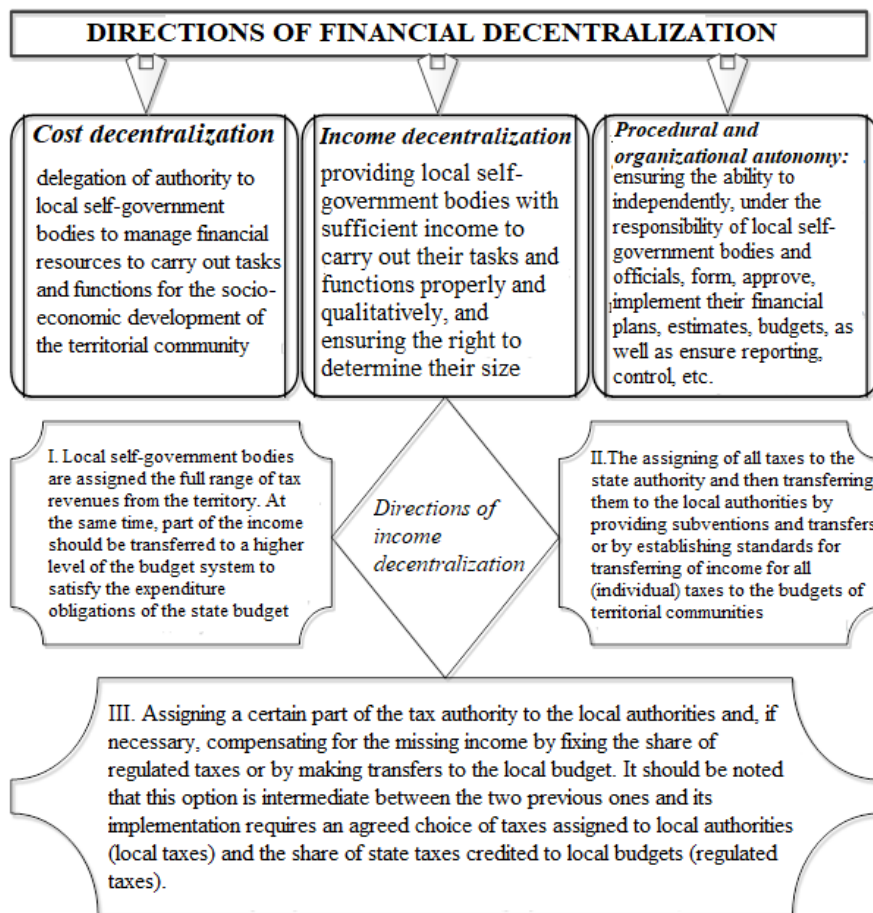 DIRECTIONS OF FINANCIAL DECENTRALIZATION
Cost decentralization
delegation of authority to
local self-government
bodies to manage financial
resources to carry out tasks
and functions for the socio-
economic development of
the territorial community
Income decentralization
providing local self-
government bodies with
sufficient income to
carry out their tasks and
functions properly and
qualitatively, and
ensuring the right to
determine their size
Procedural and
organizational autonomy:
ensuring the ability to
independently, under the
responsibility of local self-
government bodies and
officials, form, approve,
implement their financial
plans, estimates, budgets, as
well as ensure reporting,
control, etc.
I. Local self-government bodies
are assigned the full range of tax
revenues from the territory. At
the same time, part of the income
should be transferred to a higher
level of the budget system to
satisfy the expenditure
obligations of the state budget
Directions of
income
decentralization
II.The assigning of all taxes to the
state authority and then transferring
them to the local authorities by
providing subventions and transfers
or by establishing standards for
transferring of income for all
(individual) taxes to the budgets of
territorial communities
III. Assigning a certain part of the tax authority to the local authorities and, if
necessary, compensating for the missing income by fixing the share of
regulated taxes or by making transfers to the local budget. It should be noted
that this option is intermediate between the two previous ones and its
implementation requires an agreed choice of taxes assigned to local authorities
(local taxes) and the share of state taxes credited to local budgets (regulated
taxes).